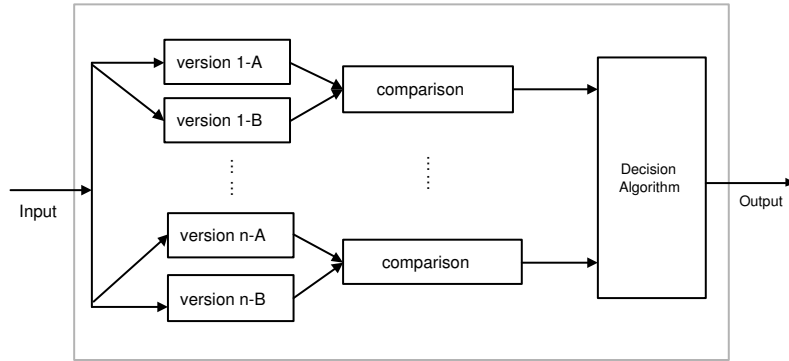 version 1-A
comparison
version 1-B
Decision
Algorithm
Input
Output
version n-A
comparison
version n-B